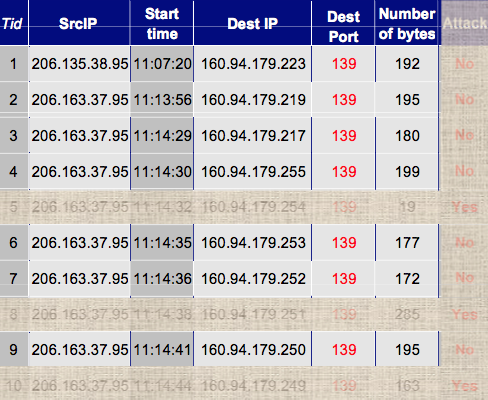 Tid SrcIP Start time Dest IP Dest Port Number of bytes Attack
1 206.135.38.95 11:07:20 160.94.179.223 139 192 No
2 206.163.37.95 11:13:56 160.94.179.219 139 195 No
3 206.163.37.95 11:14:29 160.94.179.217 139 180 No
4 206.163.37.95 11:14:30 160.94.179.255 139 199 No
5 206.163.37.95 11:14:32 160.94.179.254 139 19 Yes
6 206.163.37.95 11:14:35 160.94.179.253 139 177 No
7 206.163.37.95 11:14:36 160.94.179.252 139 172 No
8 206.163.37.95 11:14:38 160.94.179.251 139 285 Yes
9 206.163.37.95 11:14:41 160.94.179.250 139 195 No
10 206.163.37.95 11:14:44 160.94.179.249 139 163 Yes